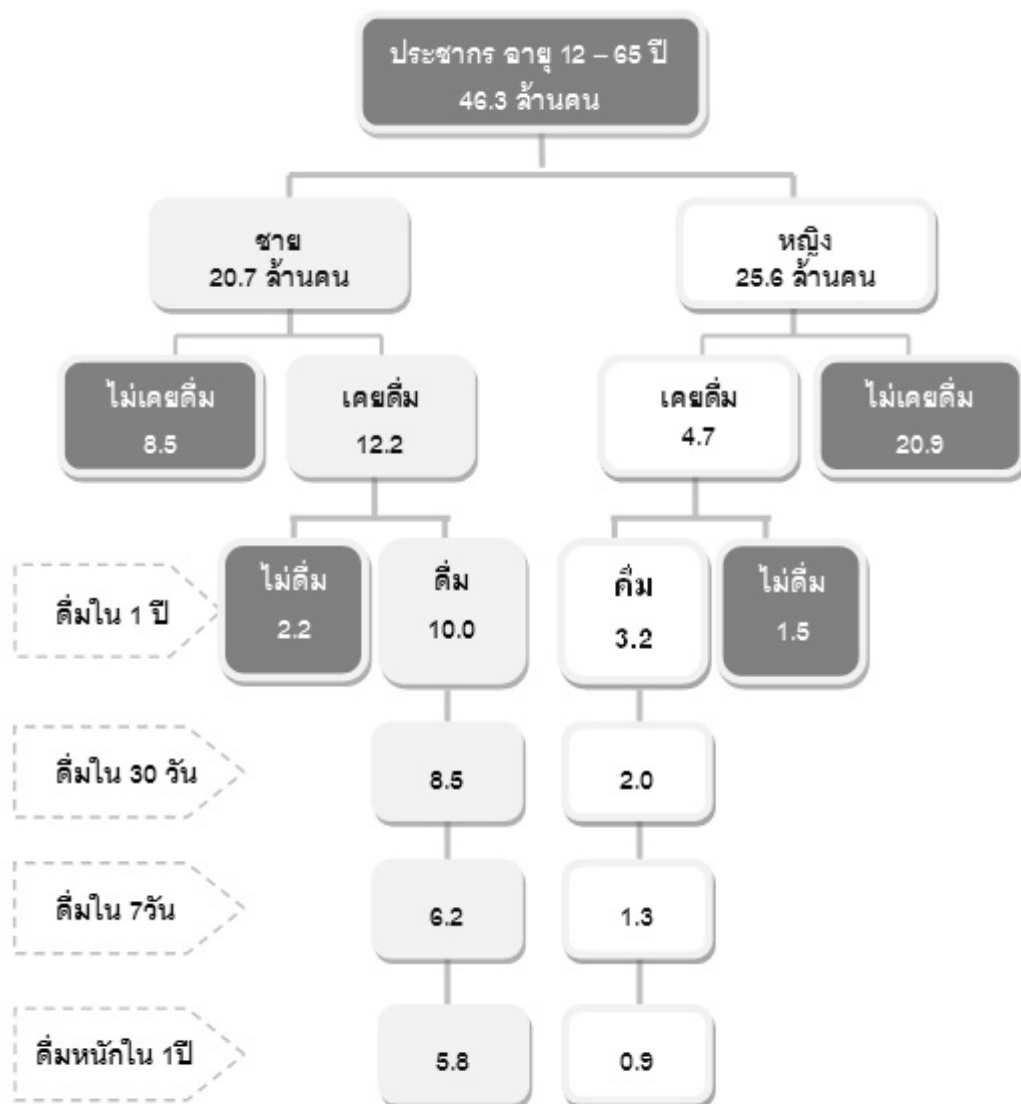 ประชากร อายุ 12 – 65 ปี
46.3 ล้านคน
ชาย
20.7 ล้านคน
หญิง
25.6 ล้านคน
ไม่เคยดื่ม
8.5
เคยดื่ม
12.2
เคยดื่ม
4.7
ไม่เคยดื่ม
20.9
ดื่มใน 1 ปี
ไม่ดื่ม
2.2
ดื่ม
10.0
ดื่ม
3.2
ไม่ดื่ม
1.5
ดื่มใน 30 วัน
8.5
2.0
ดื่มใน 7วัน
6.2
1.3
ดื่มหนักใน 1ปี
5.8
0.9